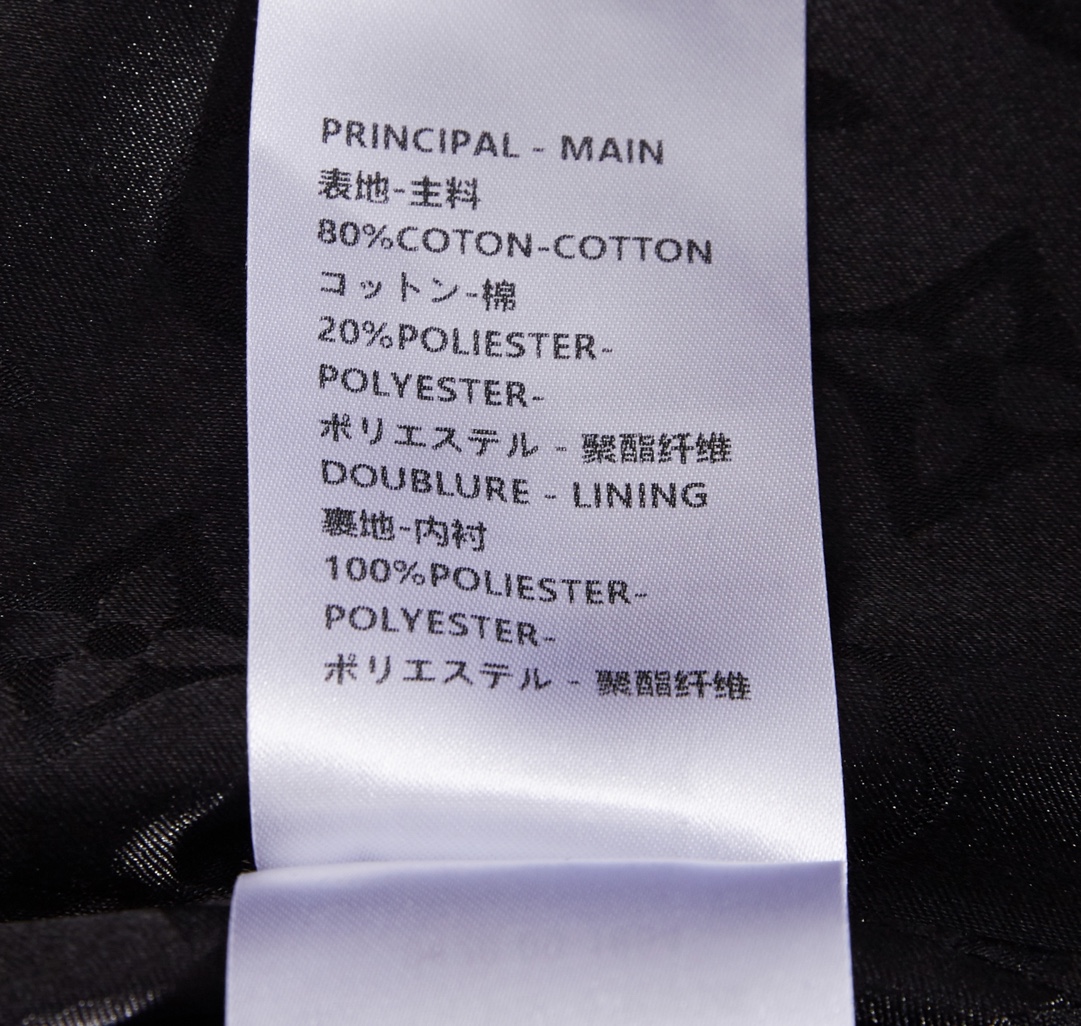 PRINCIPAL - MAIN
表地-主料
80%COTON-COTTON
コットン-棉
20%POLIESTER-
POLYESTER-
ポリエステル - 聚酯纤维
DOUBLURE - LINING
裏地-内衬
100%POLIESTER-
POLYESTER-
ポリエステル - 聚酯纤维